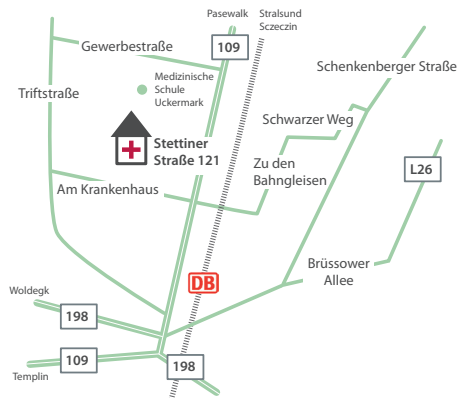 Pasewalk
Stralsund
Sczeczin
109
Gewerbestraße
Schenkenberger Straße
Medizinische
Schule
Uckermark
Triftstraße
Schwarzer Weg
Stettiner
Straße 121
Zu den
Bahngleisen
L26
Am Krankenhaus
Brüssower
Allee
DB
Woldegk
198
109
198
Templin